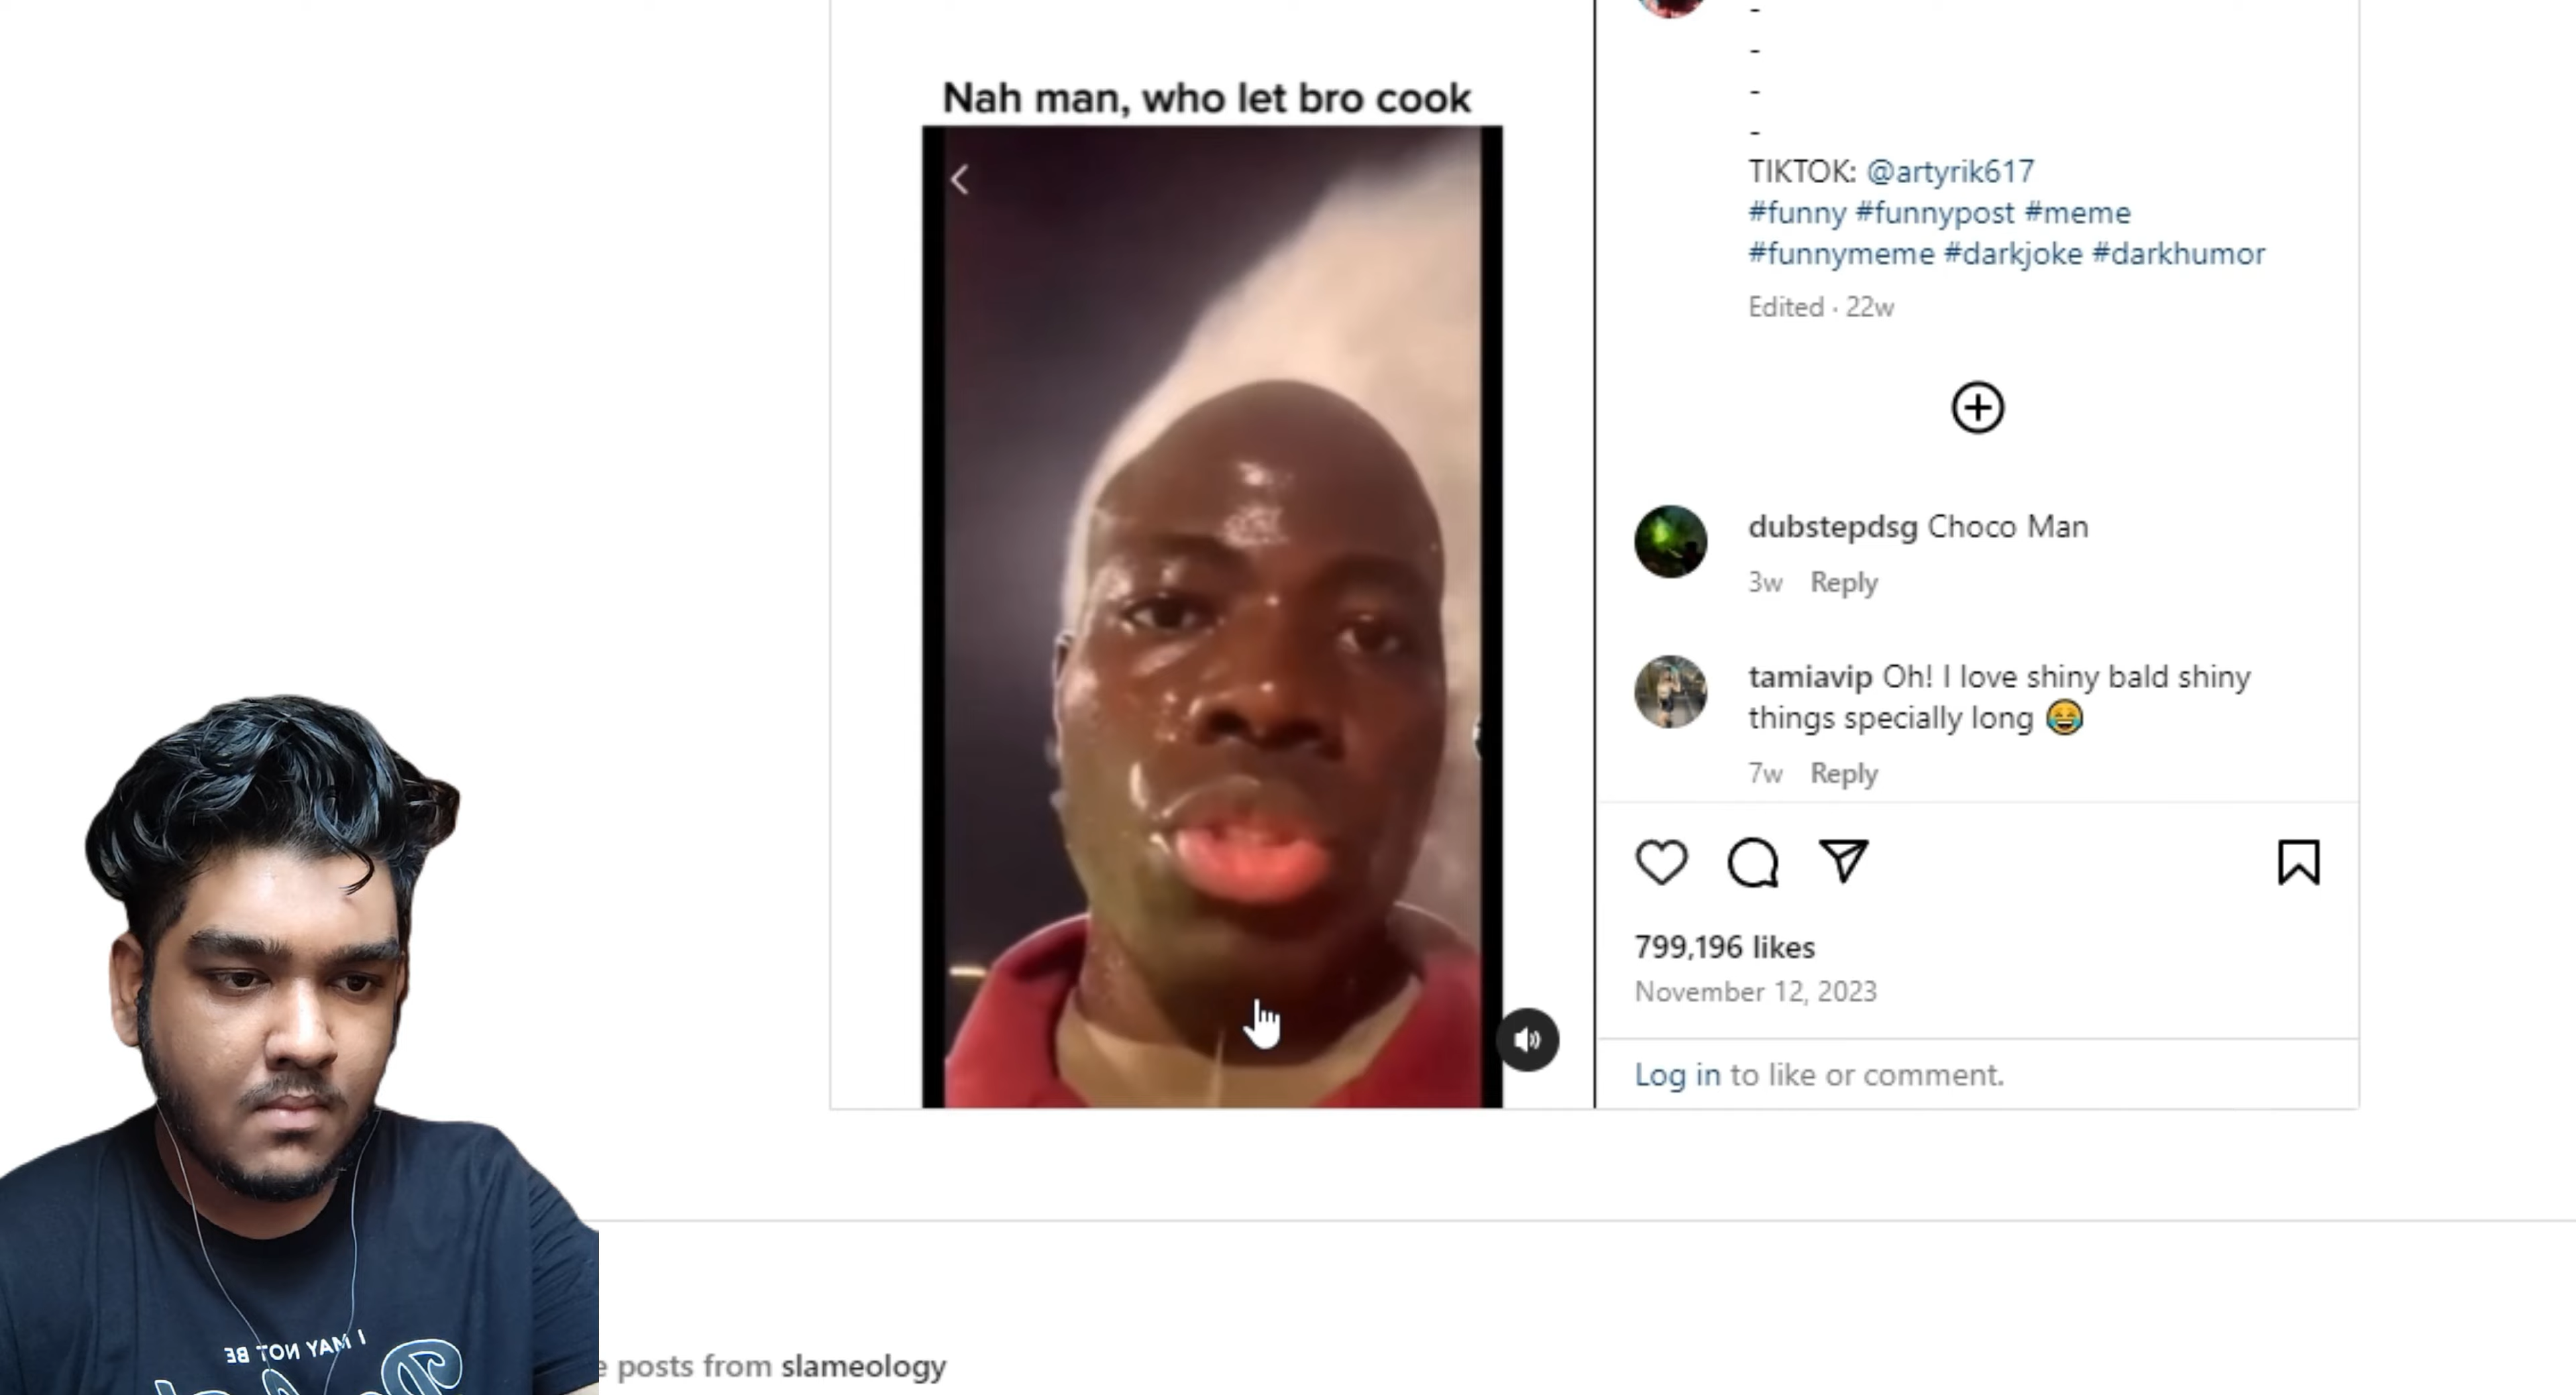 Nah man, who let bro cook
-
-
-
-
TIKTOK: @artyrik617
#funny #funnypost #meme
#funnymeme #darkjoke #darkhumor
Edited · 22w
dubstepdsg Choco Man
3w Reply
tamiavip Oh! I love shiny bald shiny
things specially long 😂
7w Reply
799,196 likes
November 12, 2023
Log in to like or comment.
I MAY NOT BE
e posts from slameology